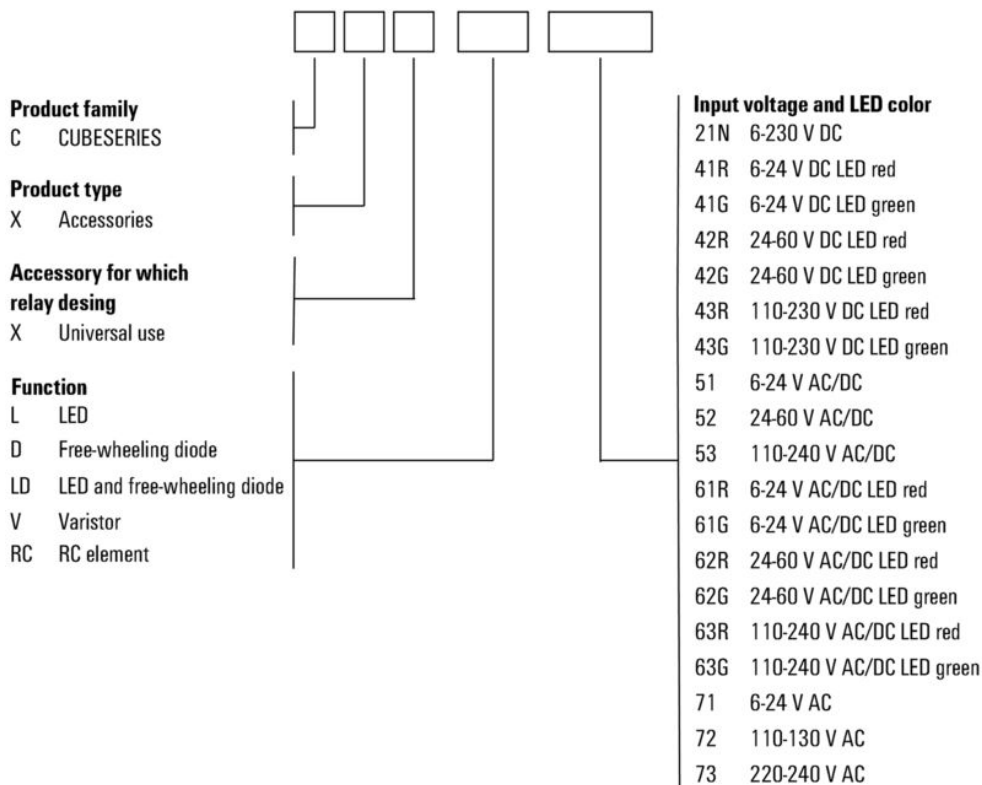 Product family
C CUBESERIES
Product type
X Accessories
Accessory for which
relay desing
X Universal use
Function
L LED
D Free-wheeling diode
LD LED and free-wheeling diode
V Varistor
RC RC element
Input voltage and LED color
21N 6-230 V DC
41R 6-24 V DC LED red
41G 6-24 V DC LED green
42R 24-60 V DC LED red
42G 24-60 V DC LED green
43R 110-230 V DC LED red
43G 110-230 V DC LED green
51 6-24 V AC/DC
52 24-60 V AC/DC
53 110-240 V AC/DC
61R 6-24 V AC/DC LED red
61G 6-24 V AC/DC LED green
62R 24-60 V AC/DC LED red
62G 24-60 V AC/DC LED green
63R 110-240 V AC/DC LED red
63G 110-240 V AC/DC LED green
71 6-24 V AC
72 110-130 V AC
73 220-240 V AC